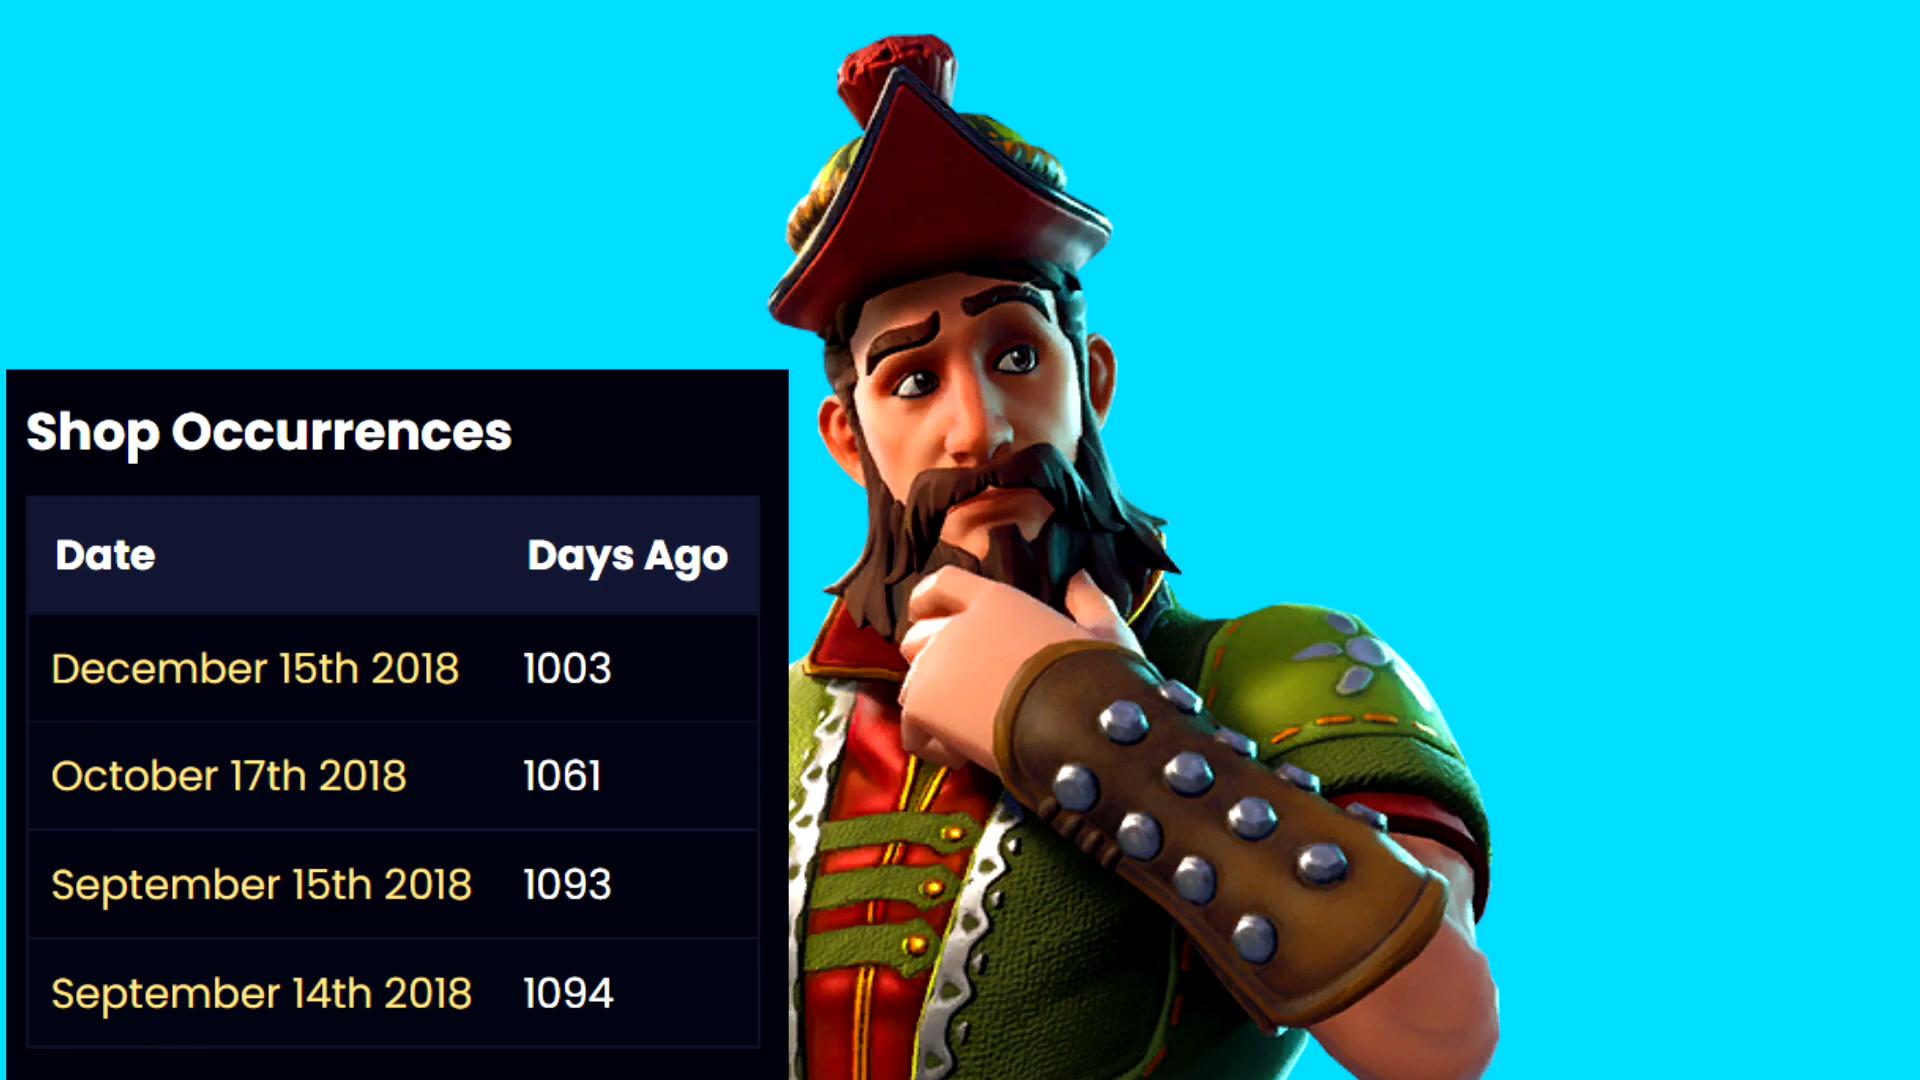 Shop Occurrences
Date Days Ago
December 15th 2018 1003
October 17th 2018 1061
September 15th 2018 1093
September 14th 2018 1094